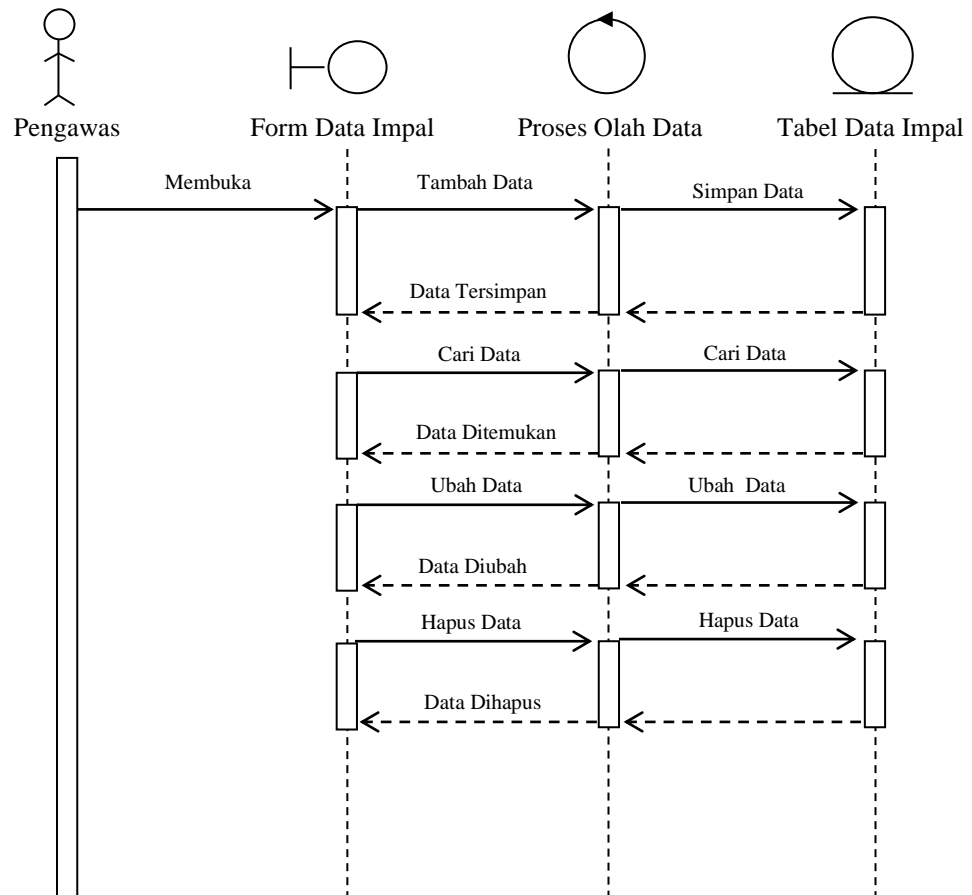 Pengawas
Form Data Impal
Proses Olah Data
Tabel Data Impal
Membuka
Tambah Data
Simpan Data
Data Tersimpan
Cari Data
Cari Data
Data Ditemukan
Ubah Data
Ubah  Data
Data Diubah
Hapus Data
Hapus Data
Data Dihapus